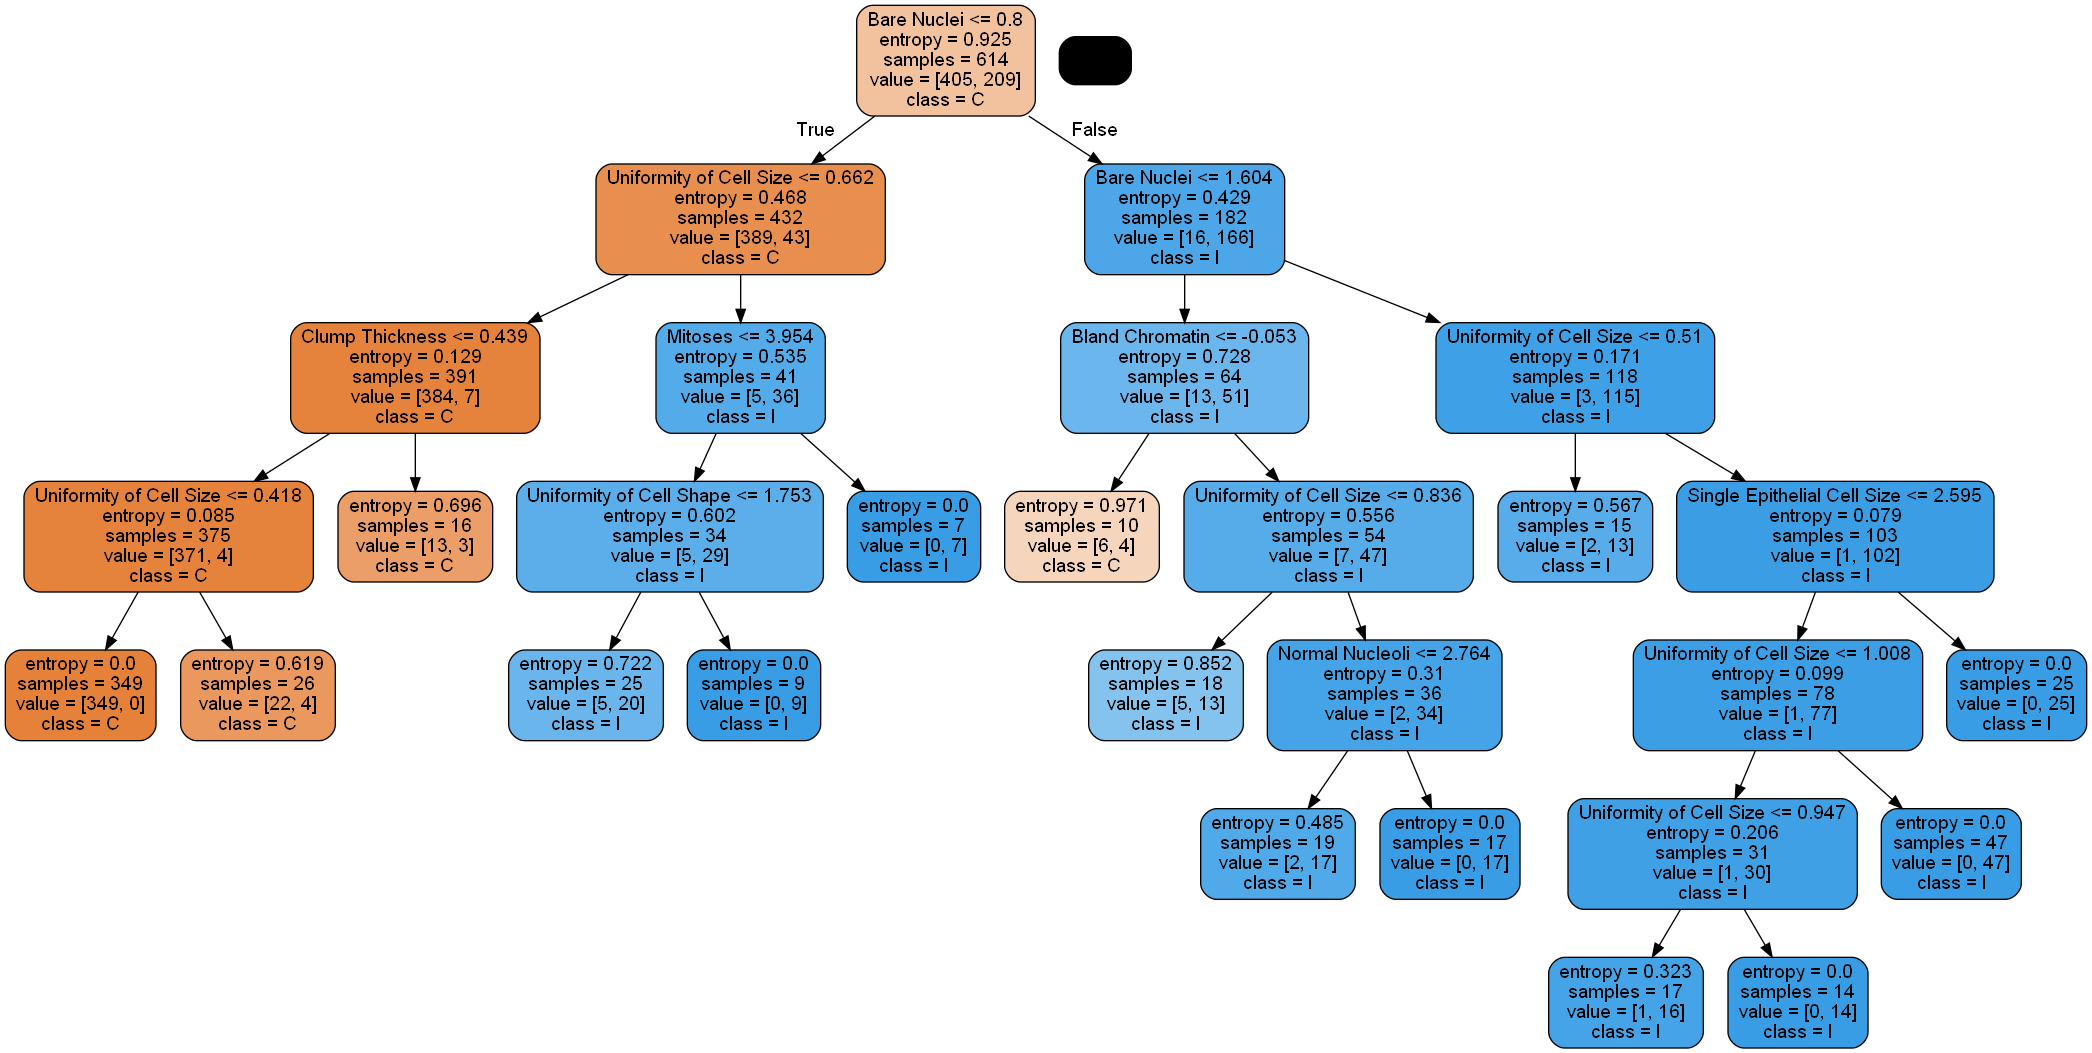 Bare Nuclei <= 0.8
entropy = 0.925
samples = 614
value = [405, 209]
class = C
True
False
Uniformity of Cell Size <= 0.662
entropy = 0.468
samples = 432
value = [389, 43]
class = C
Bare Nuclei <= 1.604
entropy = 0.429
samples = 182
value = [16, 166]
class = I
Clump Thickness <= 0.439
entropy = 0.129
samples = 391
value = [384, 7]
class = C
Mitoses <= 3.954
entropy = 0.535
samples = 41
value = [5, 36]
class = I
Bland Chromatin <= -0.053
entropy = 0.728
samples = 64
value = [13, 51]
class = I
Uniformity of Cell Size <= 0.51
entropy = 0.171
samples = 118
value = [3, 115]
class = I
Uniformity of Cell Size <= 0.418
entropy = 0.085
samples = 375
value = [371, 4]
class = C
entropy = 0.696
samples = 16
value = [13, 3]
class = C
Uniformity of Cell Shape <= 1.753
entropy = 0.602
samples = 34
value = [5, 29]
class = I
entropy = 0.0
samples = 7
value = [0, 7]
class = I
entropy = 0.971
samples = 10
value = [6, 4]
class = C
Uniformity of Cell Size <= 0.836
entropy = 0.556
samples = 54
value = [7, 47]
class = I
entropy = 0.567
samples = 15
value = [2, 13]
class = I
Single Epithelial Cell Size <= 2.595
entropy = 0.079
samples = 103
value = [1, 102]
class = I
entropy = 0.0
samples = 349
value = [349, 0]
class = C
entropy = 0.619
samples = 26
value = [22, 4]
class = C
entropy = 0.722
samples = 25
value = [5, 20]
class = I
entropy = 0.0
samples = 9
value = [0, 9]
class = I
entropy = 0.852
samples = 18
value = [5, 13]
class = I
Normal Nucleoli <= 2.764
entropy = 0.31
samples = 36
value = [2, 34]
class = I
Uniformity of Cell Size <= 1.008
entropy = 0.099
samples = 78
value = [1, 77]
class = I
entropy = 0.0
samples = 25
value = [0, 25]
class = I
entropy = 0.485
samples = 19
value = [2, 17]
class = I
entropy = 0.0
samples = 17
value = [0, 17]
class = I
Uniformity of Cell Size <= 0.947
entropy = 0.206
samples = 31
value = [1, 30]
class = I
entropy = 0.0
samples = 47
value = [0, 47]
class = I
entropy = 0.323
samples = 17
value = [1, 16]
class = I
entropy = 0.0
samples = 14
value = [0, 14]
class = I